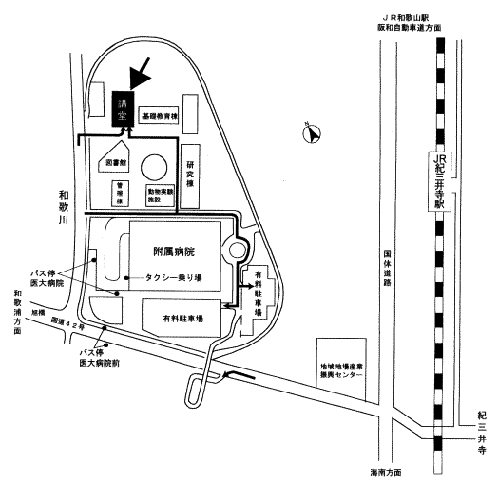 JR和歌山駅
阪和自動車道方面
N
講堂
基礎教育棟
図書館
研究棟
管理棟
動物実験
施設
和歌川
JR紀三井寺駅
附属病院
タクシー乗り場
バス停
医大病院
有料駐車場
有料駐車場
国体道路
和歌浦方面
旭橋
国道42号
バス停
医大病院前
地域地場産業
振興センター
紀三井寺
海南方面